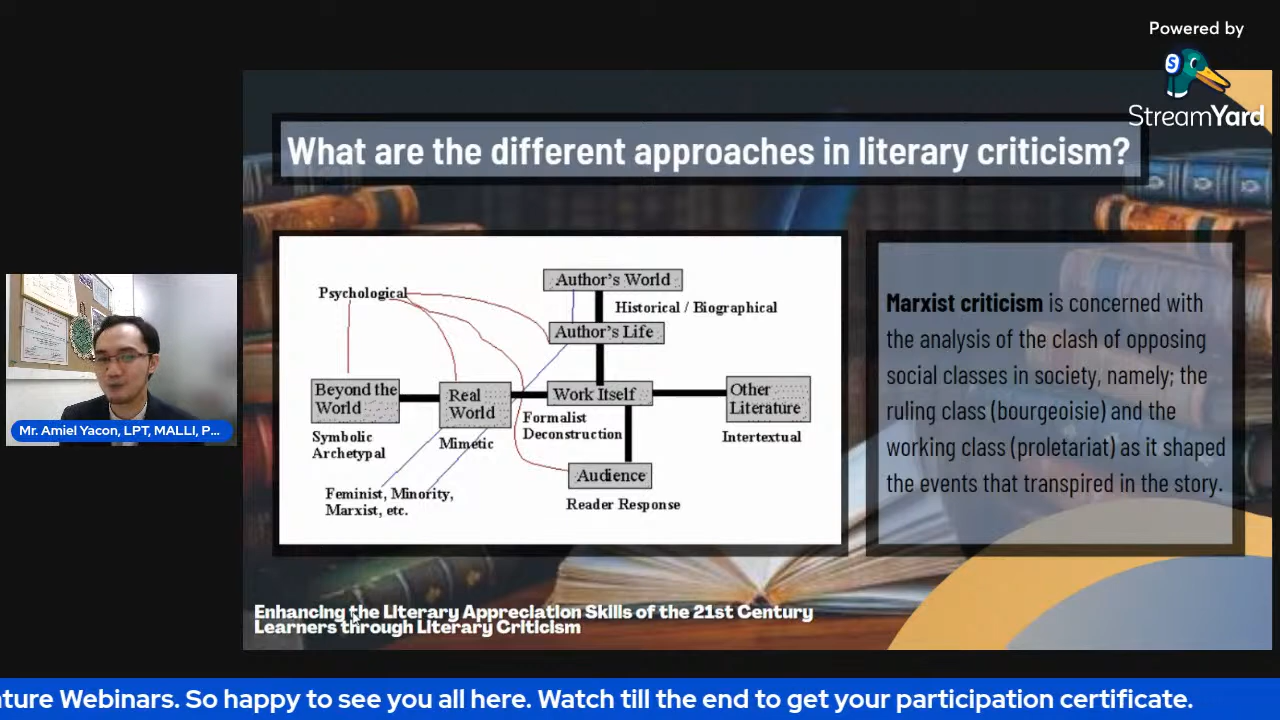 Powered by
S
StreamYard
What are the different approaches in literary criticism?
Psychological
Author's World
Historical / Biographical
Author's Life
Beyond the
World
Real
World
Work Itself
Other
Literature
Symbolic
Archetypal
Mimetic
Formalist
Deconstruction
Intertextual
Audience
Feminist, Minority,
Marxist, etc.
Reader Response
Marxist criticism is concerned with
the analysis of the clash of opposing
social classes in society, namely; the
ruling class (bourgeoisie) and the
working class (proletariat) as it shaped
the events that transpired in the story.
Mr. Amiel Yacon, LPT, MALLI, P...
Enhancing the Literary Appreciation Skills of the 21st Century
Learners through Literary Criticism
ture Webinars. So happy to see you all here. Watch till the end to get your participation certificate.